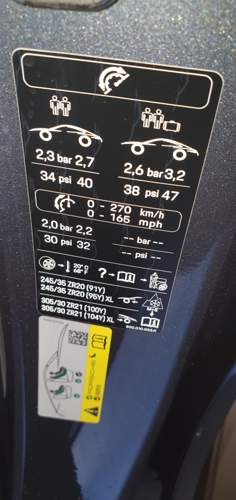 2,3 bar 2,7
2,6 bar 3,2
34 psi 40
38 psi 47
0 - 270 km/h
0 - 165 mph
2,0 bar 2,2
-- bar --
30 psi 32
-- psi --
20°C
68°F
?
M+S
245/35 ZR20 (91Y)
245/35 ZR20 (95Y) XL
305/30 ZR21 (100Y)
305/30 ZR21 (104Y) XL